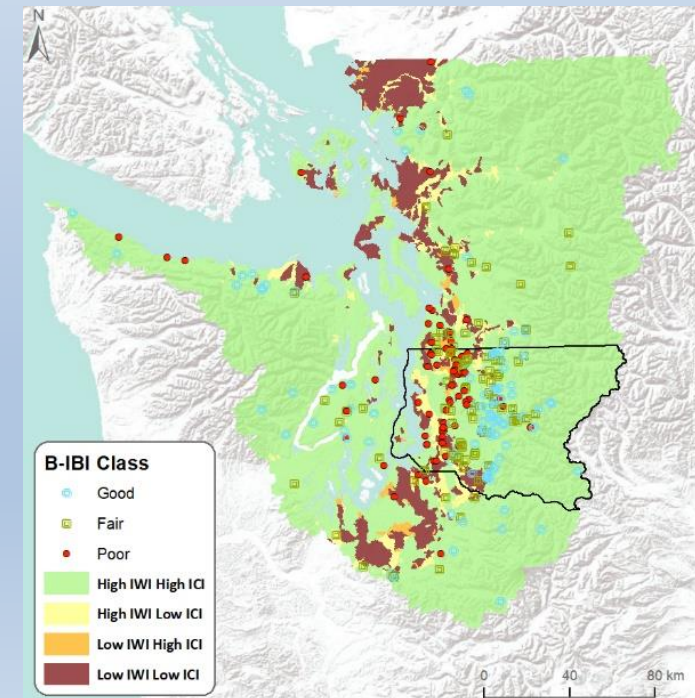 N
B-IBI Class
Good
Fair
Poor
High IWI High ICI
High IWI Low ICI
Low IWI High ICI
Low IWI Low ICI
0 40 80 km